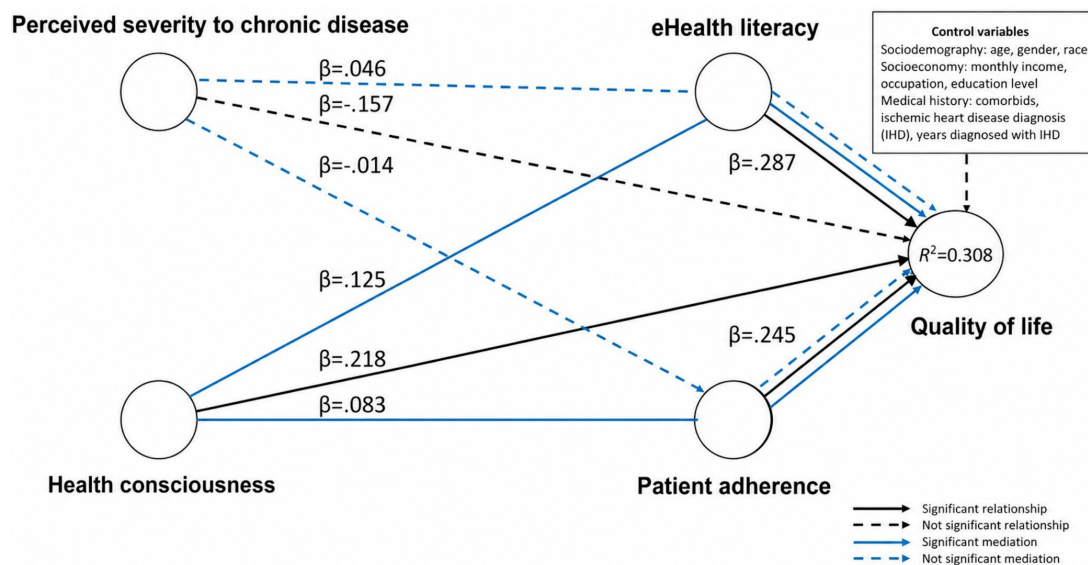 Perceived severity to chronic disease
eHealth literacy
Control variables
Sociodemography: age, gender, race
Socioeconomy: monthly income,
occupation, education level
Medical history: comorbids,
ischemic heart disease diagnosis
(IHD), years diagnosed with IHD
β=.046
β=-.157
β=-.014
β=.287
R²=0.308
β=.125
Quality of life
β=.245
β=.218
β=.083
Health consciousness
Patient adherence
Significant relationship
Not significant relationship
Significant mediation
Not significant mediation